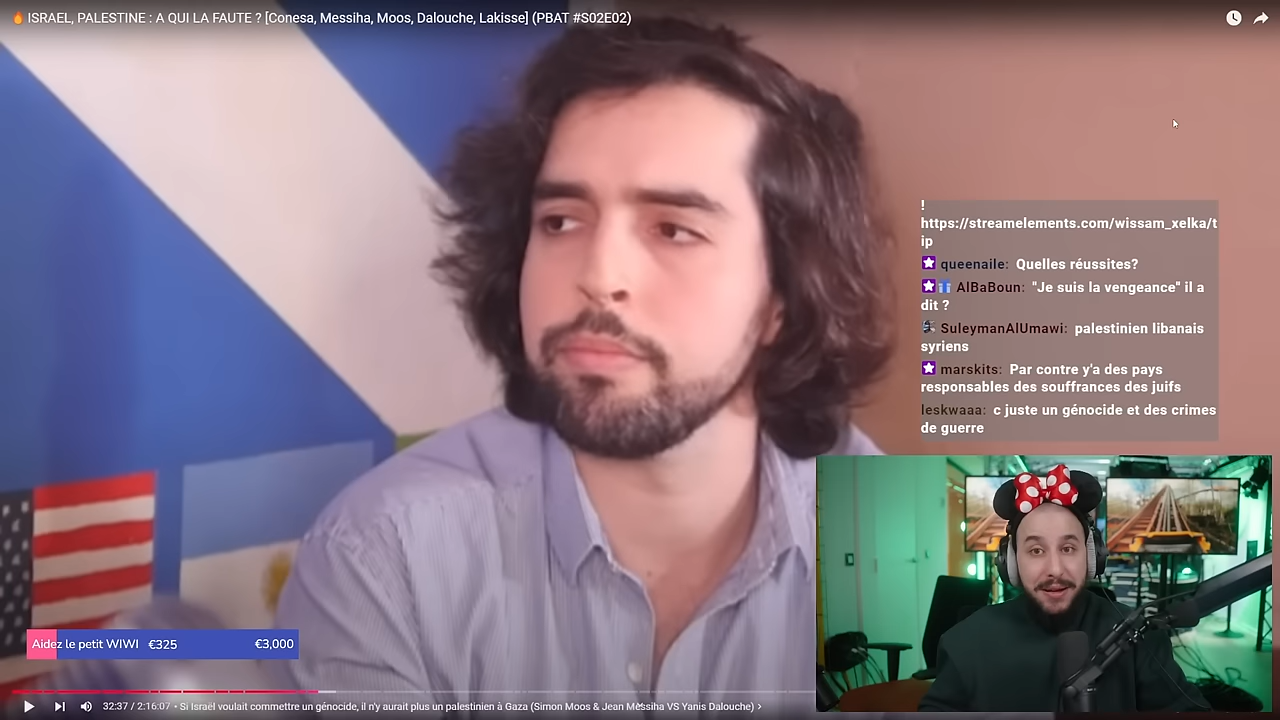 🔥ISRAEL, PALESTINE : A QUI LA FAUTE ? [Conesa, Messiha, Moos, Dalouche, Lakisse] (PBAT #S02E02)
!
https://streamelements.com/wissam_xelka/t
ip
queenaile: Quelles réussites?
AlBaBoun: "Je suis la vengeance" il a
dit ?
SuleymanAlUmawi: palestinien libanais
syriens
marskits: Par contre y'a des pays
responsables des souffrances des juifs
leskwaaa: c juste un génocide et des crimes
de guerre
Aidez le petit WIWI €325 €3,000
32:37 / 2:16:07 • Si Israël voulait commettre un génocide, il n'y aurait plus un palestinien à Gaza (Simon Moos & Jean Messiha VS Yanis Dalouche) >